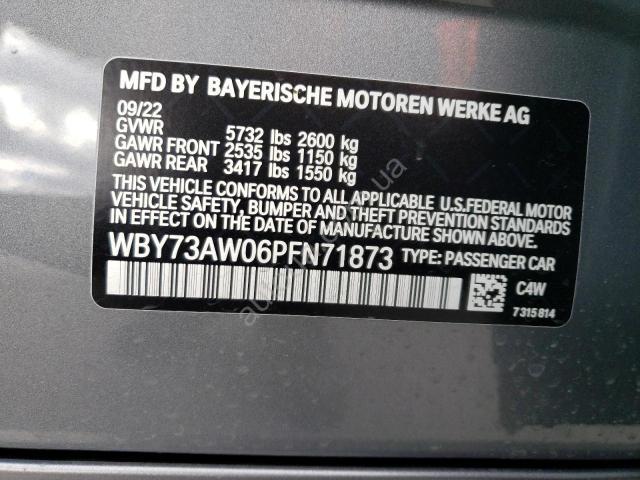 MFD BY BAYERISCHE MOTOREN WERKE AG
09/22
GVWR 5732 lbs 2600 kg
GAWR FRONT 2535 lbs 1150 kg
GAWR REAR 3417 lbs 1550 kg
THIS VEHICLE CONFORMS TO ALL APPLICABLE U.S.FEDERAL MOTOR
VEHICLE SAFETY, BUMPER AND THEFT PREVENTION STANDARDS
IN EFFECT ON THE DATE OF MANUFACTURE SHOWN ABOVE.
WBY73AW06PFN71873 TYPE: PASSENGER CAR
C4W
7315814